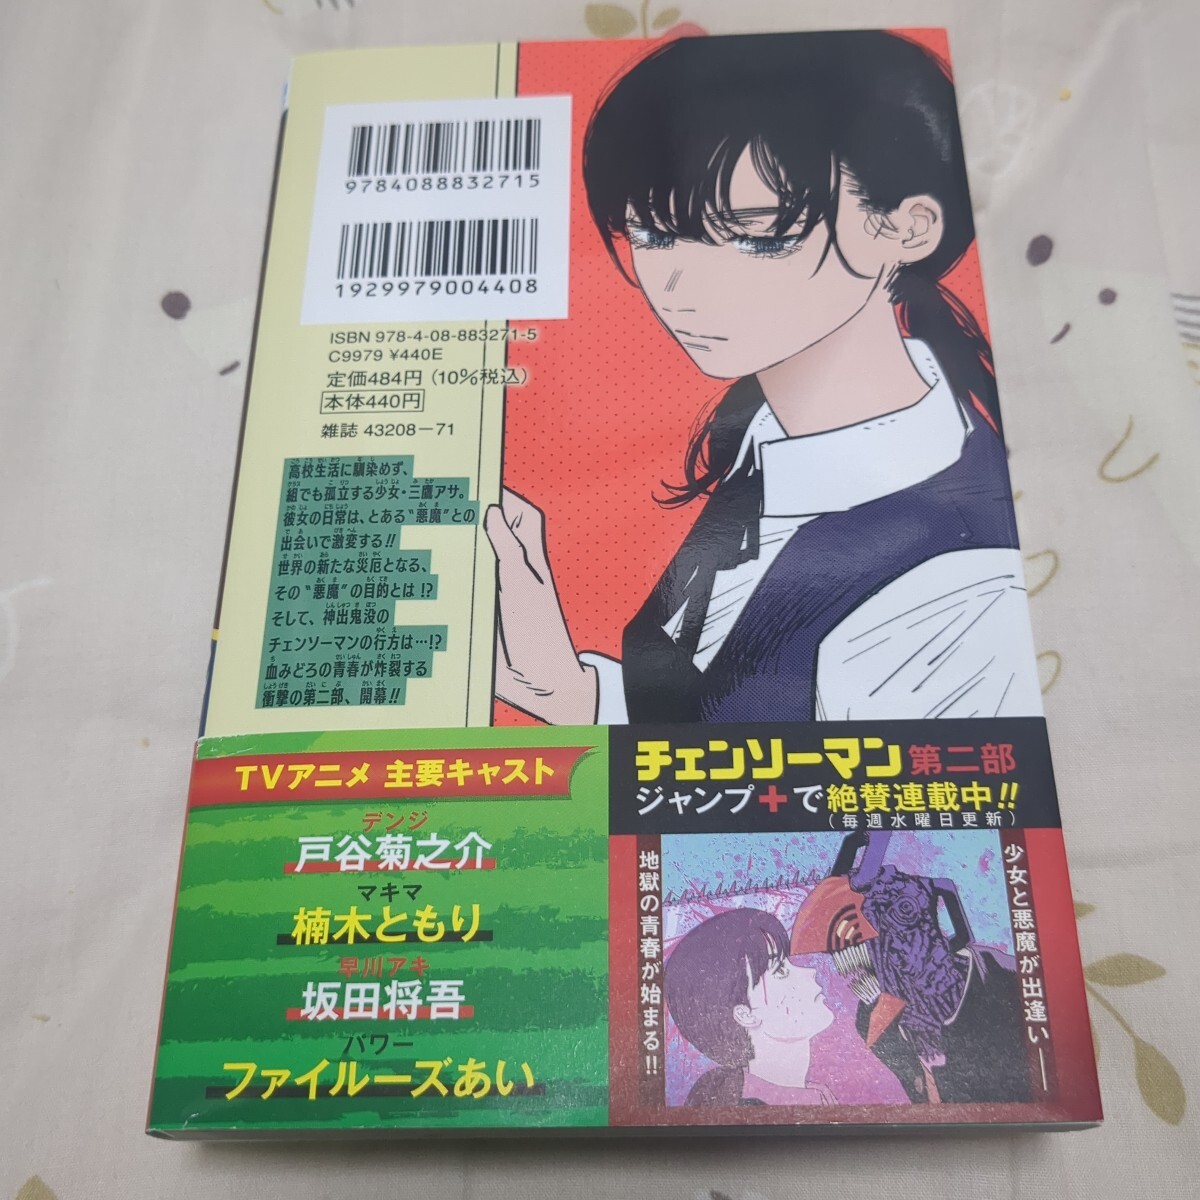 9784088832715
1929979004408
ISBN 978-4-08-883271-5
C9979 ¥440E
定価484円(10%税込)
本体440円
雑誌 43208-71
高校生活に馴染めず、
組でも孤立する少女・三鷹アサ。
彼女の日常は、とある“悪魔”との
出会いで激変する!!
世界の新たな災厄となる、
その“悪魔”の目的とは!?
そして、神出鬼没の
チェンソーマンの行方は…!?
血みどろの青春が炸裂する
衝撃の第二部、開幕!!
TVアニメ 主要キャスト
デンジ
戸谷菊之介
マキマ
楠木ともり
早川アキ
坂田将吾
パワー
ファイルーズあい
チェンソーマン 第二部
ジャンプ+で絶賛連載中!!
(毎週水曜日更新)
少女と悪魔が出逢い——
地獄の青春が始まる!!